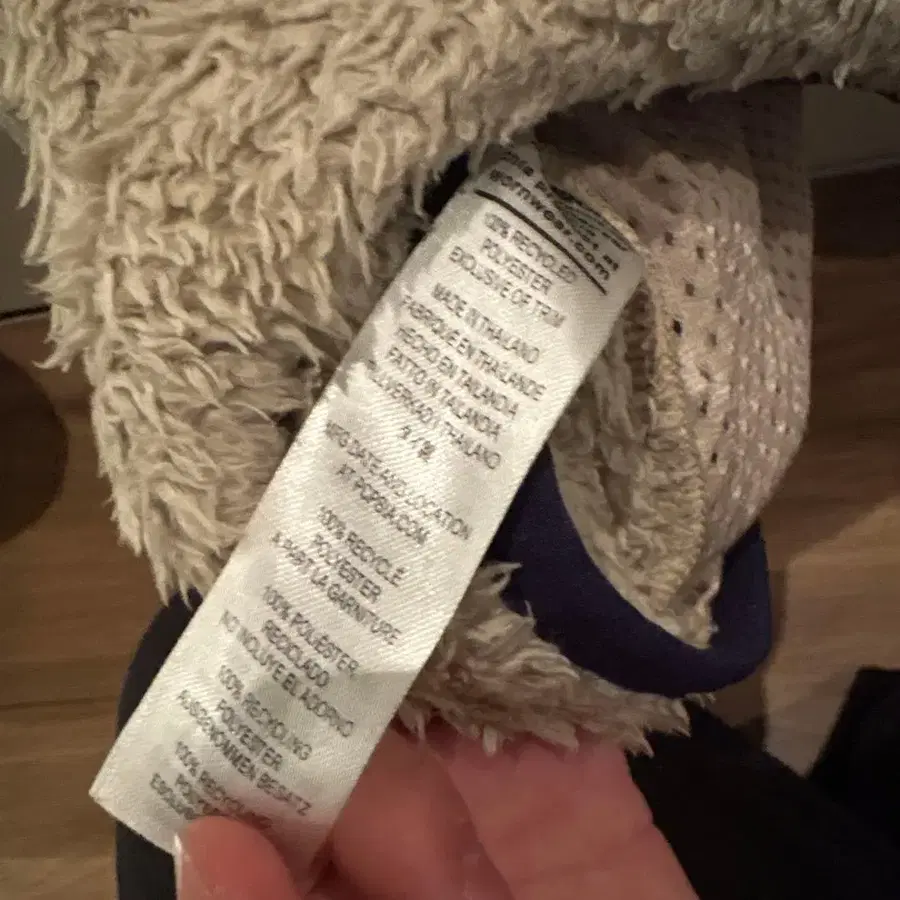 wornwear.com
100% RECYCLED
POLYESTER
EXCLUSIVE OF TRIM
MADE IN THAILAND
FABRIQUÉ EN THAÏLANDE
HECHO EN TAILANDIA
FATTO IN TAILANDIA
THAILAND
MFG DATE AND LOCATION
AT PCPSIA.COM
100% RECYCLÉ
POLYESTER
À PART LA GARNITURE
100% POLIÉSTER
RECICLADO
NO INCLUYE EL ADORNO
100% RECYCLING
POLYESTER
AUSGENOMMEN BESATZ
100%